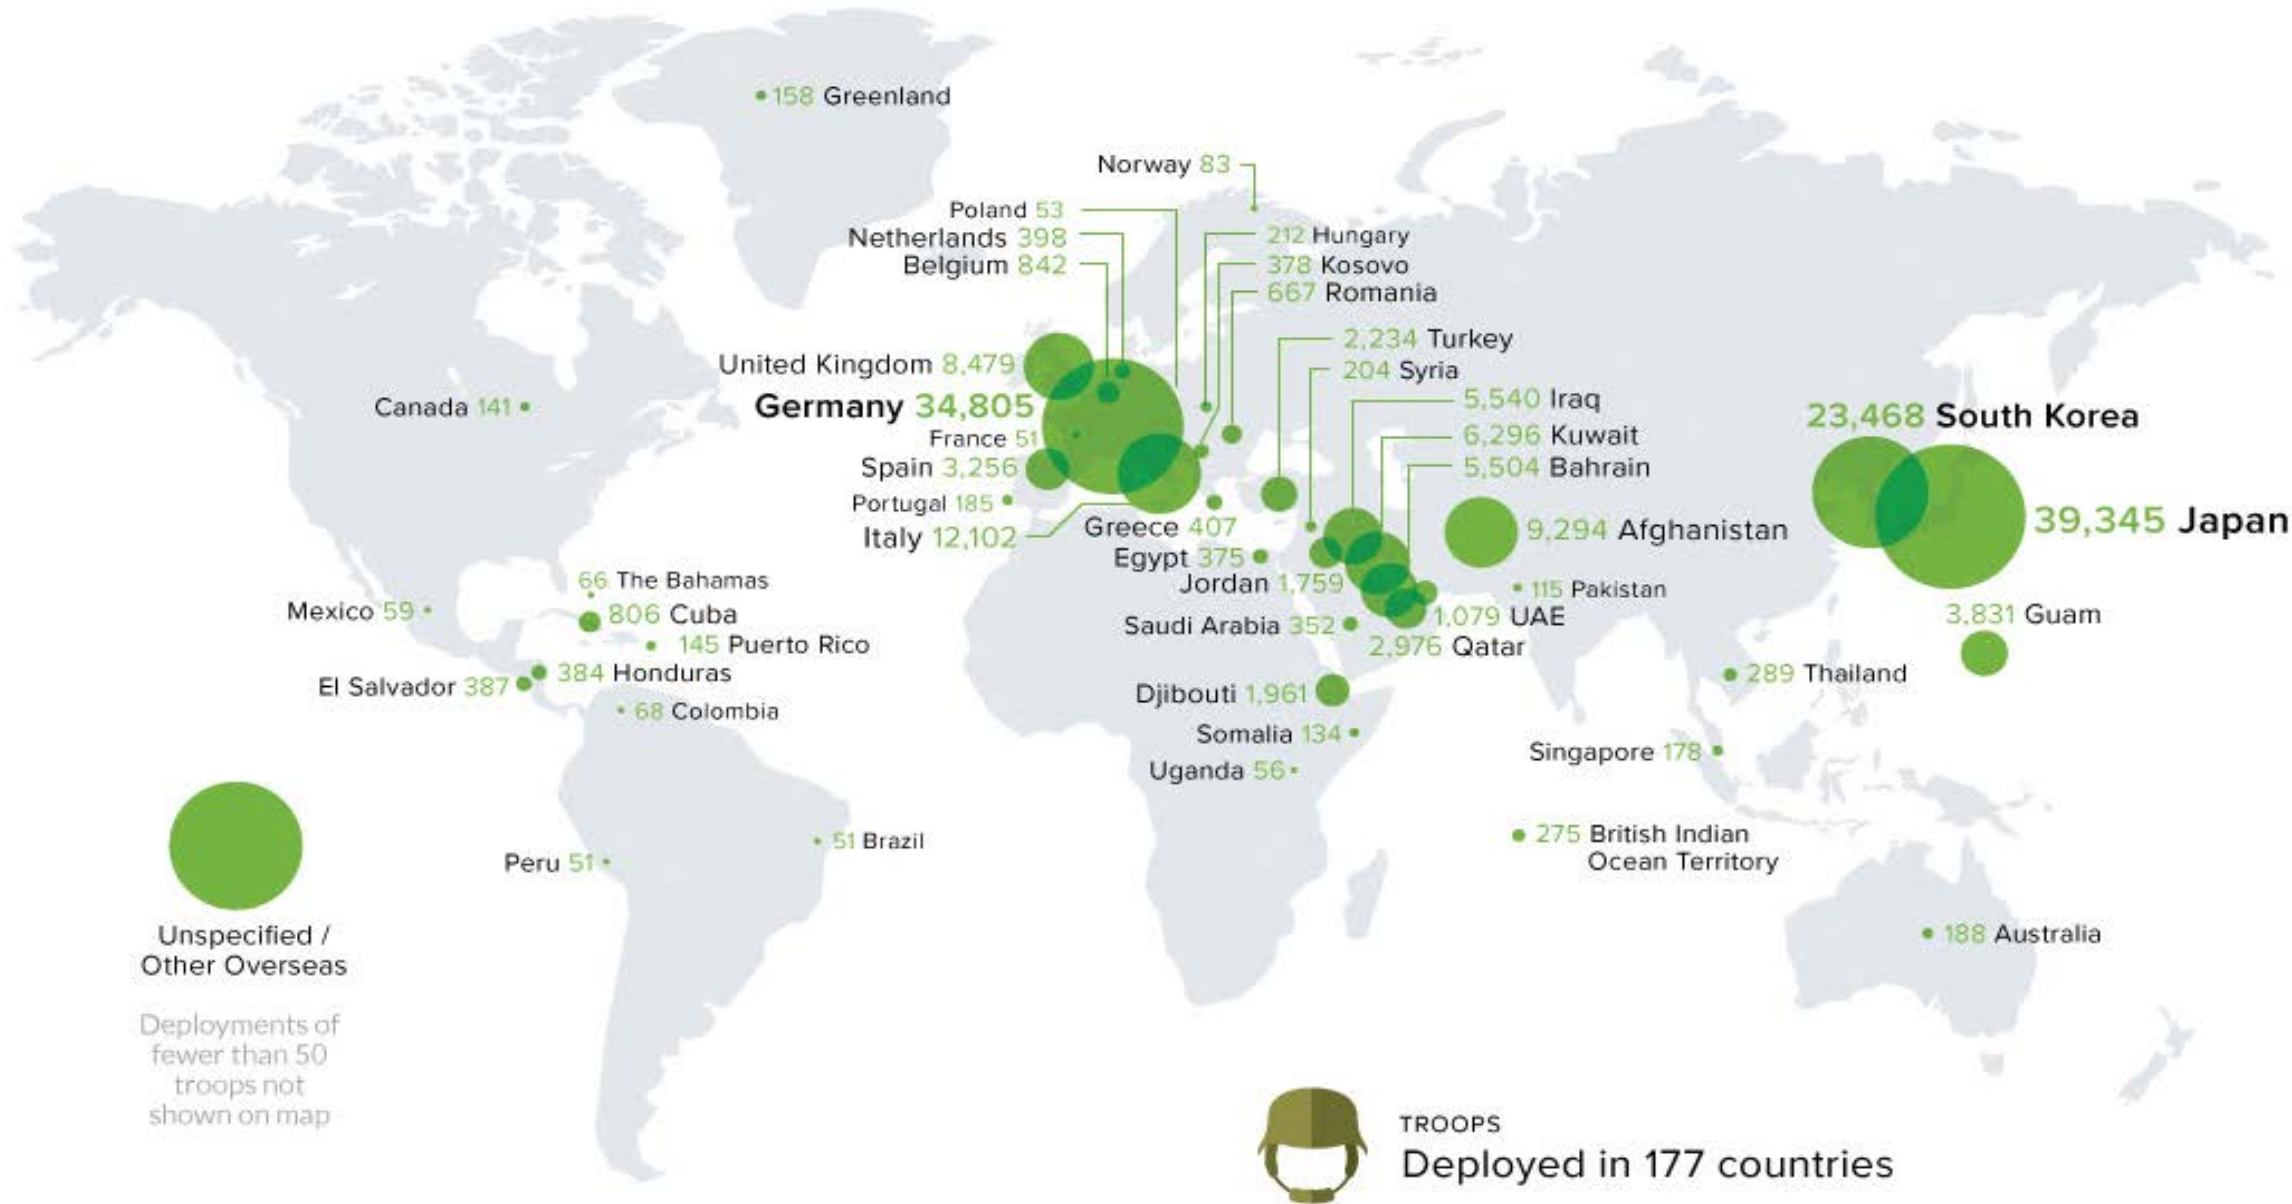 158 Greenland
Norway 83
Poland 53
Netherlands 398
Belgium 842
212 Hungary
378 Kosovo
667 Romania
2,234 Turkey
204 Syria
5,540 Iraq
6,296 Kuwait
5,504 Bahrain
United Kingdom 8,479
Germany 34,805
France 51
Spain 3,256
Portugal 185
Italy 12,102
Greece 407
Egypt 375
Jordan 1,759
Saudi Arabia 352
1,079 UAE
2,976 Qatar
9,294 Afghanistan
115 Pakistan
23,468 South Korea
39,345 Japan
3,831 Guam
Canada 141
66 The Bahamas
Mexico 59
806 Cuba
145 Puerto Rico
384 Honduras
El Salvador 387
68 Colombia
Djibouti 1,961
Somalia 134
Uganda 56
289 Thailand
Singapore 178
51 Brazil
Peru 51
275 British Indian
Ocean Territory
188 Australia
Unspecified /
Other Overseas
Deployments of
fewer than 50
troops not
shown on map
TROOPS
Deployed in 177 countries